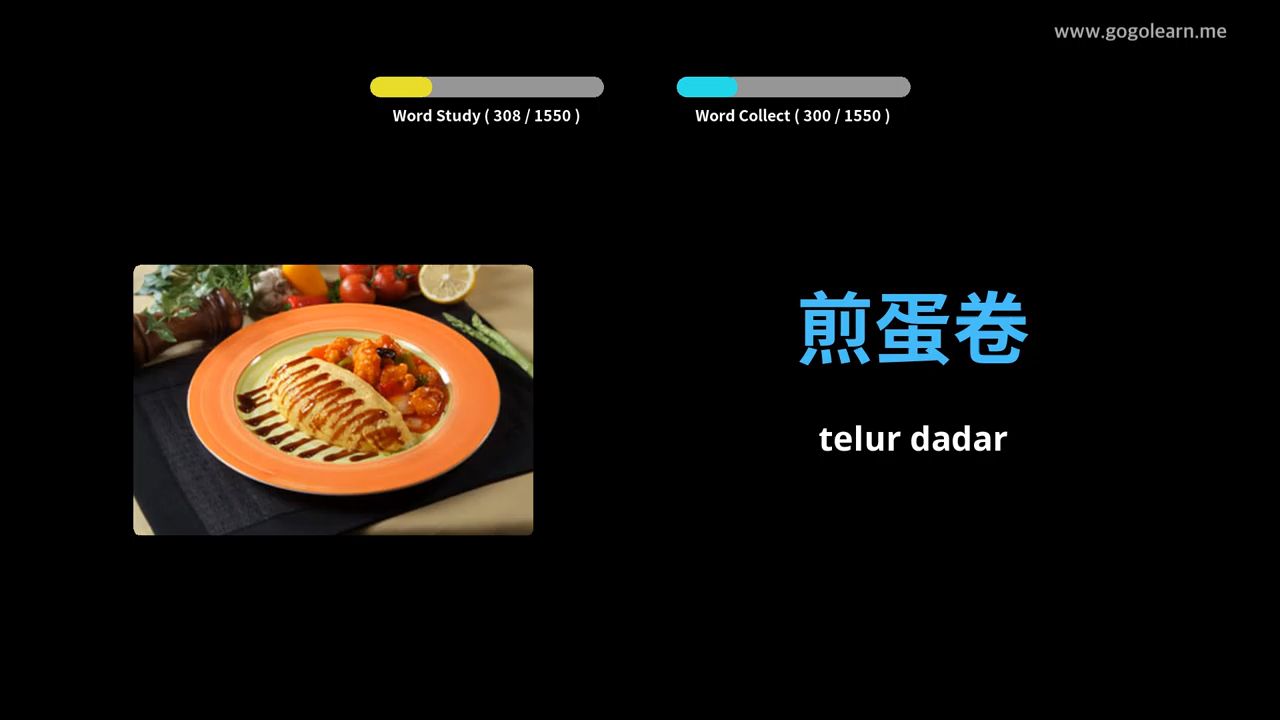 www.gogolearn.me
Word Study ( 308 / 1550 )
Word Collect ( 300 / 1550 )
煎蛋卷
telur dadar